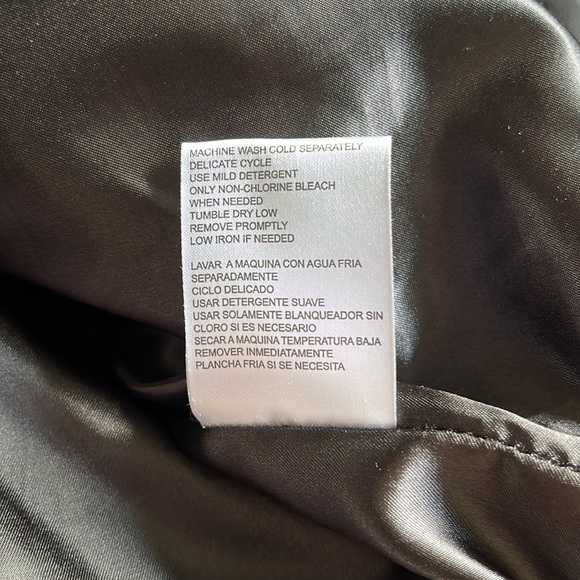 MACHINE WASH COLD SEPARATELY
DELICATE CYCLE
USE MILD DETERGENT
ONLY NON-CHLORINE BLEACH
WHEN NEEDED
TUMBLE DRY LOW
REMOVE PROMPTLY
LOW IRON IF NEEDED
LAVAR A MAQUINA CON AGUA FRIA
SEPARADAMENTE
CICLO DELICADO
USAR DETERGENTE SUAVE
USAR SOLAMENTE BLANQUEADOR SIN
CLORO SI ES NECESARIO
SECAR A MAQUINA TEMPERATURA BAJA
REMOVER INMEDIATAMENTE
PLANCHA FRIA SI SE NECESITA